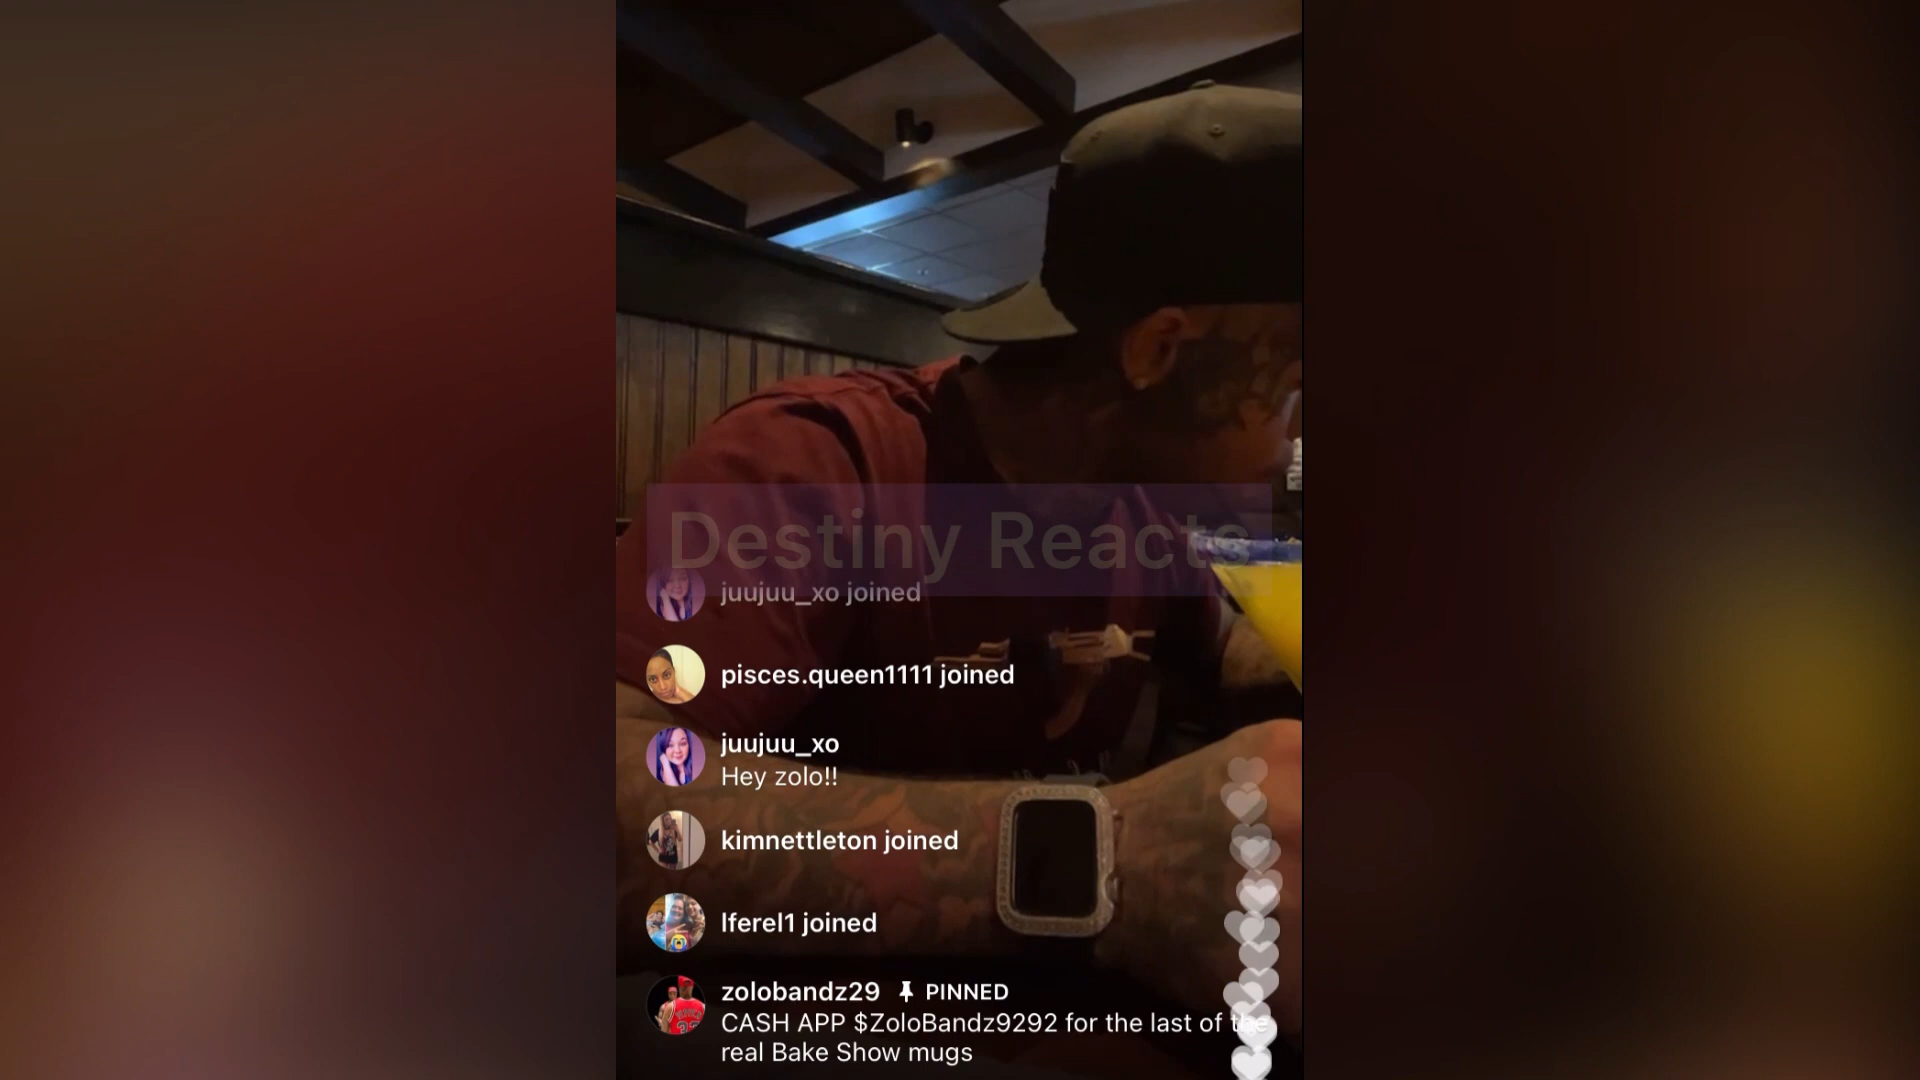 Destiny Reacts
juujuu_xo joined
pisces.queen1111 joined
juujuu_xo
Hey zolo!!
kimnettleton joined
lferel1 joined
zolobandz29 PINNED
CASH APP $ZoloBandz9292 for the last of the
real Bake Show mugs